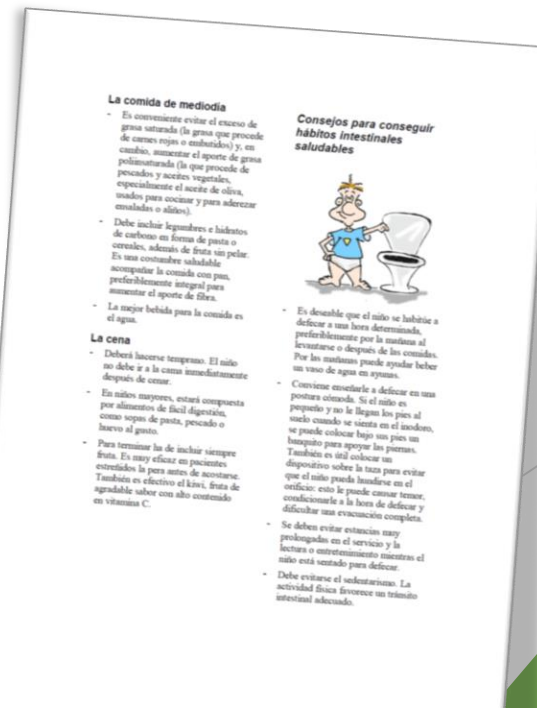 La comida de mediodía
- Es conveniente evitar el exceso de
grasa saturada (la grasa que procede
de carnes rojas o embutidos) y, en
cambio, aumentar el aporte de grasa
poliinsaturada (la que procede de
pescados y aceites vegetales,
especialmente el aceite de oliva,
usados para cocinar y para aderezar
ensaladas o aliños).
- Debe incluir legumbres e hidratos
de carbono en forma de pasta o
cereales, además de fruta sin pelar.
Es una costumbre saludable
acompañar la comida con pan,
preferiblemente integral para
aumentar el aporte de fibra.
- La mejor bebida para la comida es
el agua.
La cena
- Deberá hacerse temprano. El niño
no debe ir a la cama inmediatamente
después de cenar.
- En niños mayores, estará compuesta
por alimentos de fácil digestión,
como sopas de pasta, pescado o
huevo al gusto.
- Para terminar ha de incluir siempre
fruta. Es muy eficaz en pacientes
estreñidos la pera antes de acostarse.
También es efectivo el kiwi, fruta de
agradable sabor con alto contenido
en vitamina C.
Consejos para conseguir
hábitos intestinales
saludables
- Es deseable que el niño se habitúe a
defecar a una hora determinada,
preferiblemente por la mañana al
levantarse o después de las comidas.
Por las mañanas puede ayudar beber
un vaso de agua en ayunas.
- Conviene enseñarle a defecar en una
postura cómoda. Si el niño es
pequeño y no le llegan los pies al
suelo cuando se sienta en el inodoro,
se puede colocar bajo sus pies un
banquito para apoyar las piernas.
También es útil colocar un
dispositivo sobre la taza para evitar
que el niño pueda hundirse en el
orificio: esto le puede causar temor,
condicionarle a la hora de defecar y
dificultar una evacuación completa.
- Se deben evitar estancias muy
prolongadas en el servicio y la
lectura o entretenimiento mientras el
niño está sentado para defecar.
- Debe evitarse el sedentarismo. La
actividad física favorece un tránsito
intestinal adecuado.